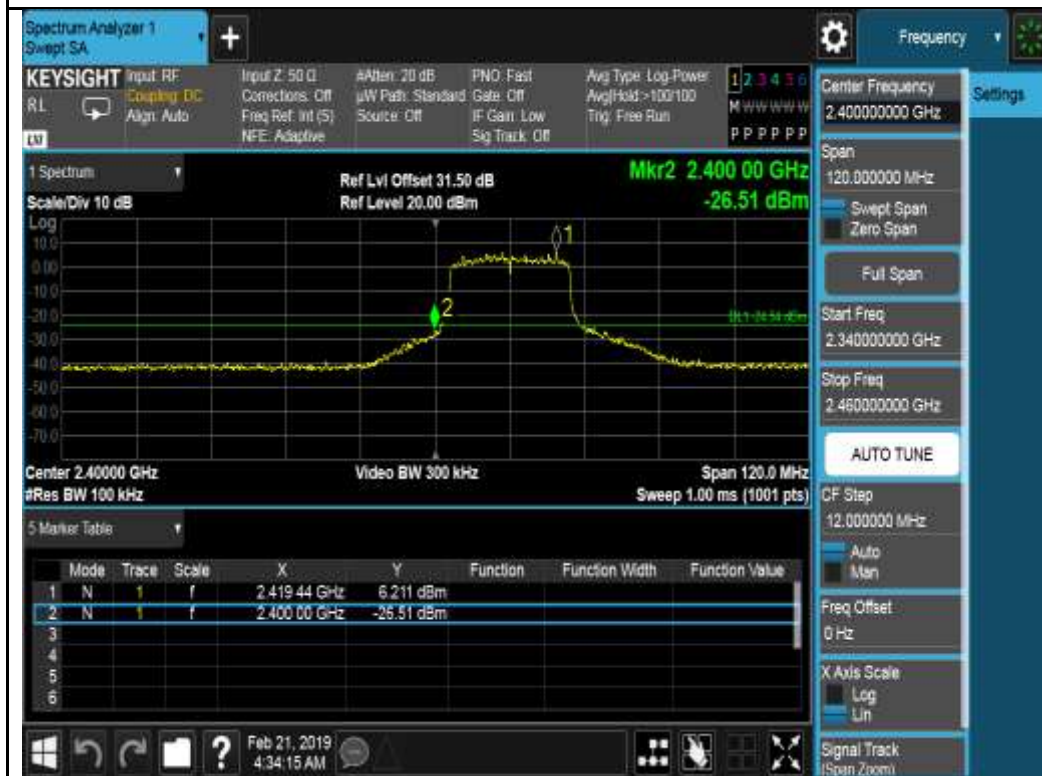 Spectrum Analyzer 1
Swept SA
Frequency
KEYSIGHT Input: RF
Coupling: DC
Align: Auto
RL
Input Z: 50 Ω
Corrections: Off
Freq Ref: Int (S)
NFE: Adaptive
#Atten: 20 dB
µW Path: Standard
Source: Off
PNO: Fast
Gate: Off
IF Gain: Low
Sig Track: Off
Avg Type: Log-Power
Avg|Hold:>100/100
Trig: Free Run
1 2 3 4 5 6
M W W W W W
P P P P P P
Center Frequency
2.400000000 GHz
Settings
Span
120.000000 MHz
Swept Span
Zero Span
Full Span
Start Freq
2.340000000 GHz
Stop Freq
2.460000000 GHz
AUTO TUNE
CF Step
12.000000 MHz
Auto
Man
Freq Offset
0 Hz
X Axis Scale
Log
Lin
Signal Track
(Span Zoom)
1 Spectrum
Scale/Div 10 dB
Ref Lvl Offset 31.50 dB
Ref Level 20.00 dBm
Mkr2 2.400 00 GHz
-26.51 dBm
Log
10.0
0.00
-10.0
-20.0
-30.0
-40.0
-50.0
-60.0
-70.0
1
2
DL1 -24.54 dBm
Center 2.40000 GHz
#Res BW 100 kHz
Video BW 300 kHz
Span 120.0 MHz
Sweep 1.00 ms (1001 pts)
5 Marker Table
Mode Trace Scale X Y Function Function Width Function Value
1 N 1 f 2.419 44 GHz 6.211 dBm
2 N 1 f 2.400 00 GHz -26.51 dBm
3
4
5
6
Feb 21, 2019
4:34:15 AM